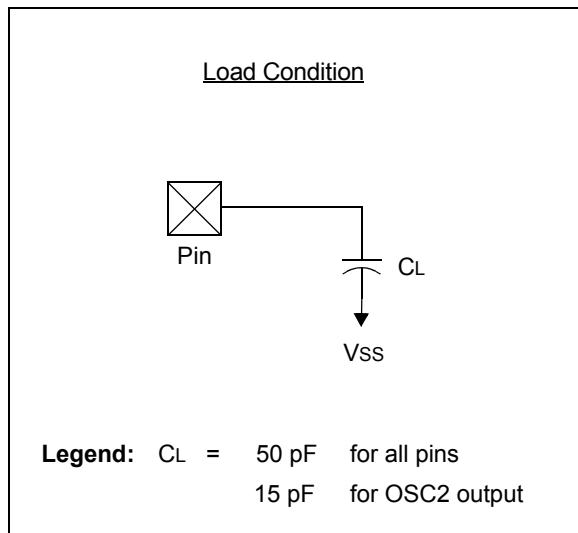 Load Condition
Pin
CL
VSS
Legend: CL = 50 pF for all pins
15 pF for OSC2 output